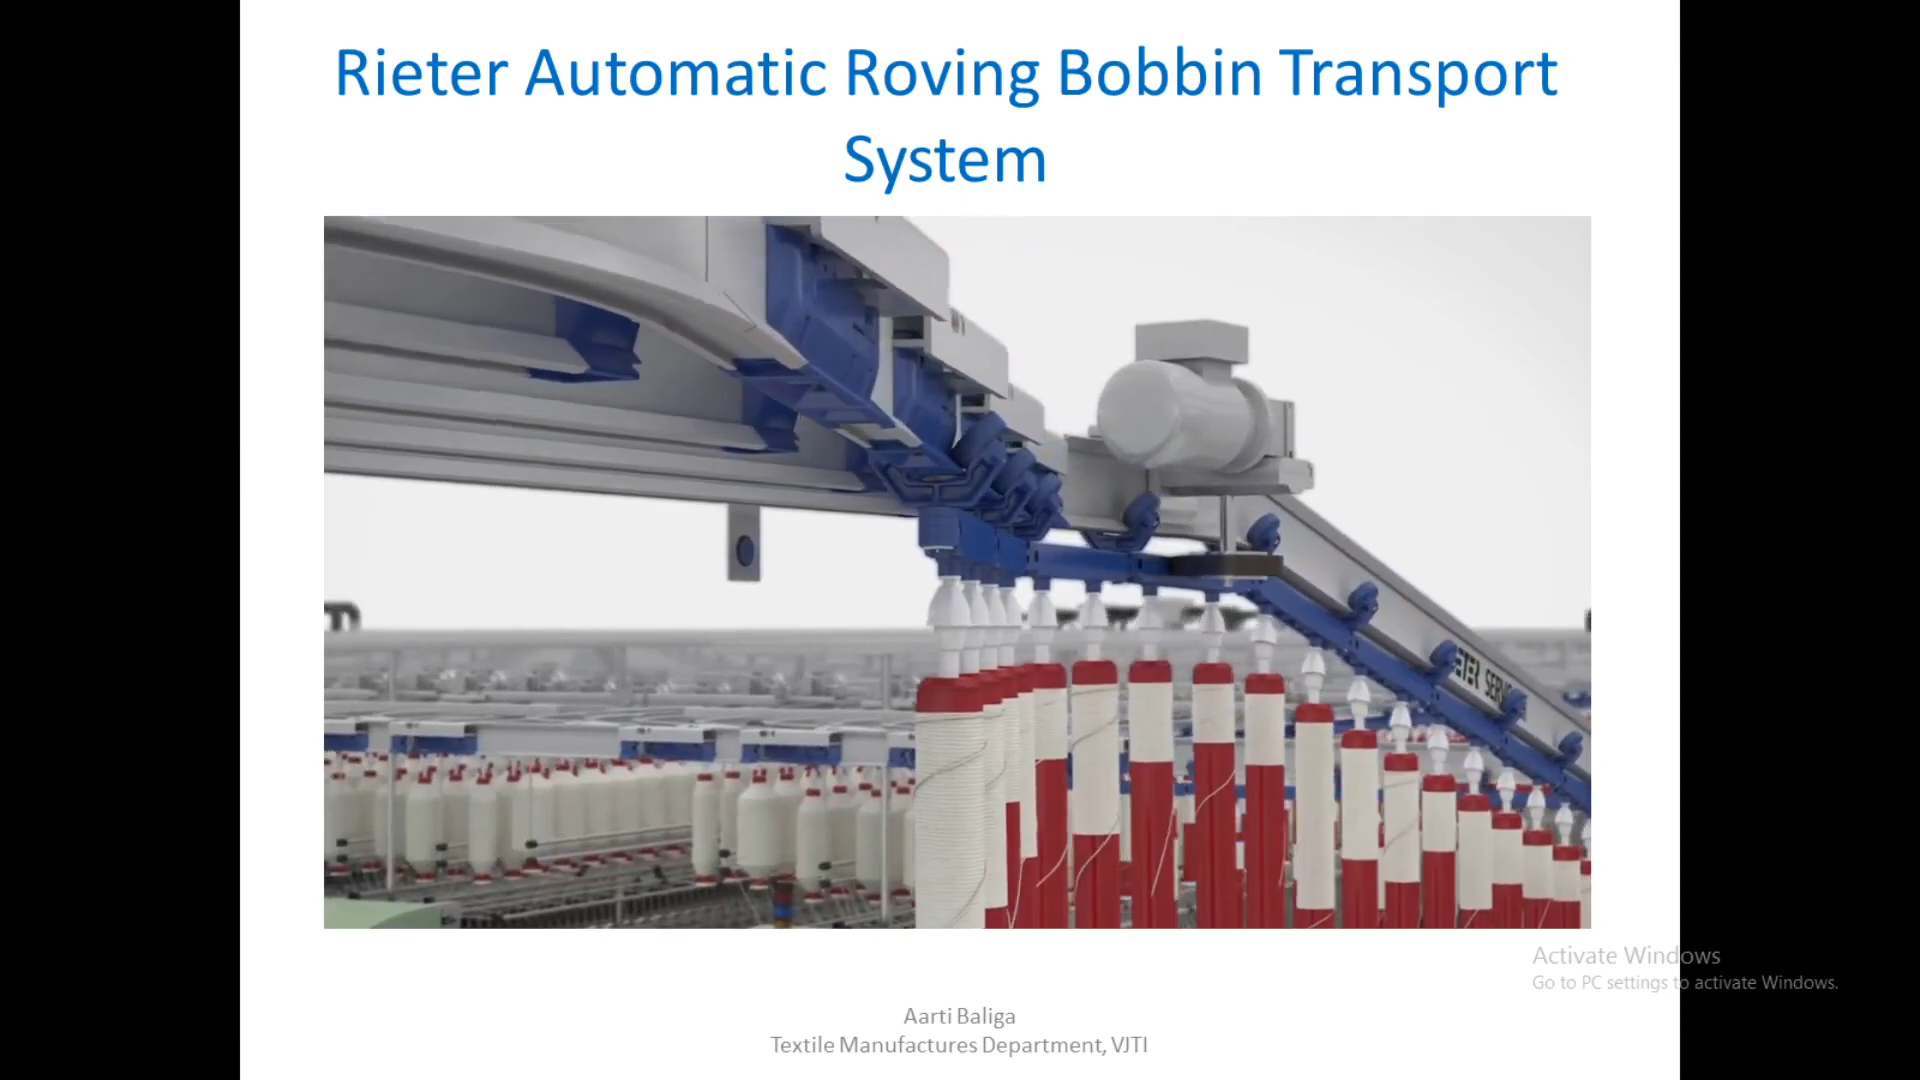 Rieter Automatic Roving Bobbin Transport
System
Activate Windows
Go to PC settings to activate Windows.
Aarti Baliga
Textile Manufactures Department, VJTI